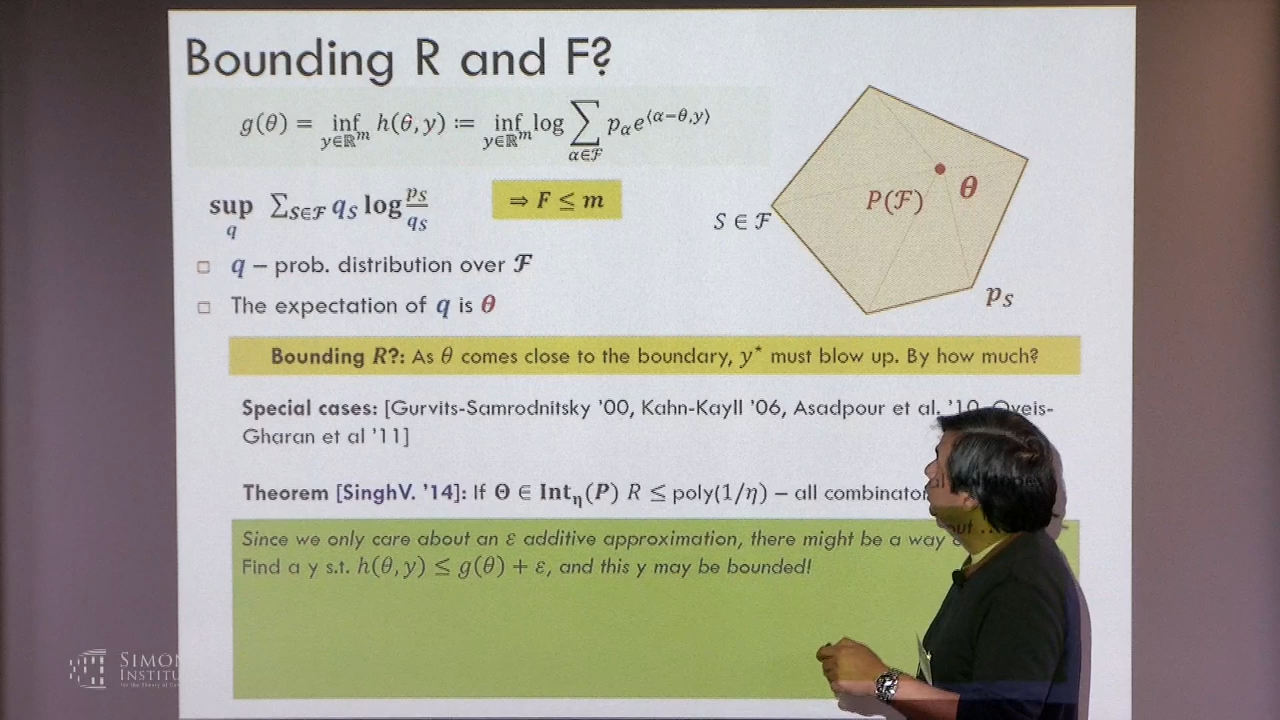 Bounding R and F?
g(θ) = inf_{y∈ℝ^m} h(θ, y) ≔ inf_{y∈ℝ^m} log ∑_{α∈ℱ} p_α e^{⟨α−θ,y⟩}
sup_q ∑_{S∈ℱ} q_S log p_S/q_S
⇒ F ≤ m
q – prob. distribution over ℱ
The expectation of q is θ
P(ℱ)
θ
S ∈ ℱ
p_S
Bounding R?: As θ comes close to the boundary, y* must blow up. By how much?
Special cases: [Gurvits-Samrodnitsky '00, Kahn-Kayll '06, Asadpour et al. '10, Oveis-
Gharan et al '11]
Theorem [SinghV. '14]: If Θ ∈ Int_η(P) R ≤ poly(1/η) –all
Since we only care about an ε additive approximation, there might be a way
Find a y s.t. h(θ, y) ≤ g(θ) + ε, and this y may be bounded!